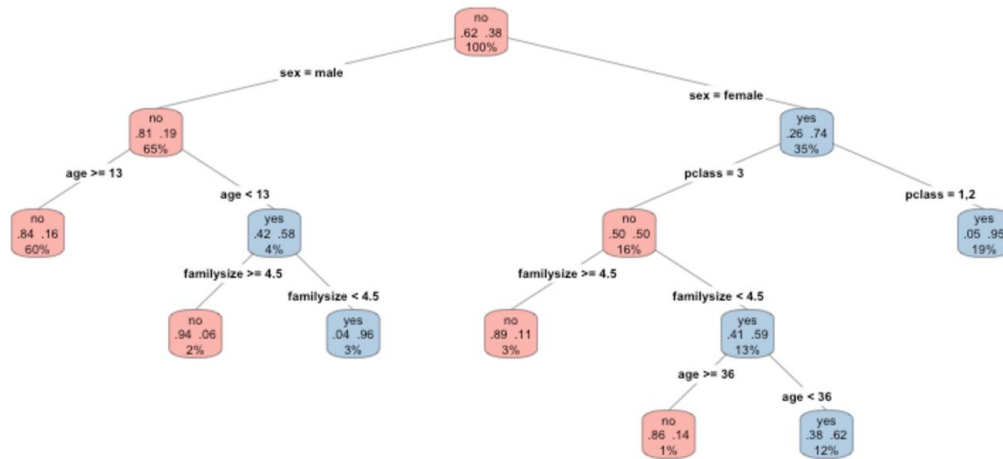 no
.62 .38
100%
sex = male
sex = female
no
.81 .19
65%
yes
.26 .74
35%
age >= 13
age < 13
pclass = 3
pclass = 1,2
no
.84 .16
60%
yes
.42 .58
4%
no
.50 .50
16%
yes
.05 .95
19%
familysize >= 4.5
familysize < 4.5
familysize >= 4.5
familysize < 4.5
no
.94 .06
2%
yes
.04 .96
3%
no
.89 .11
3%
yes
.41 .59
13%
age >= 36
age < 36
no
.86 .14
1%
yes
.38 .62
12%